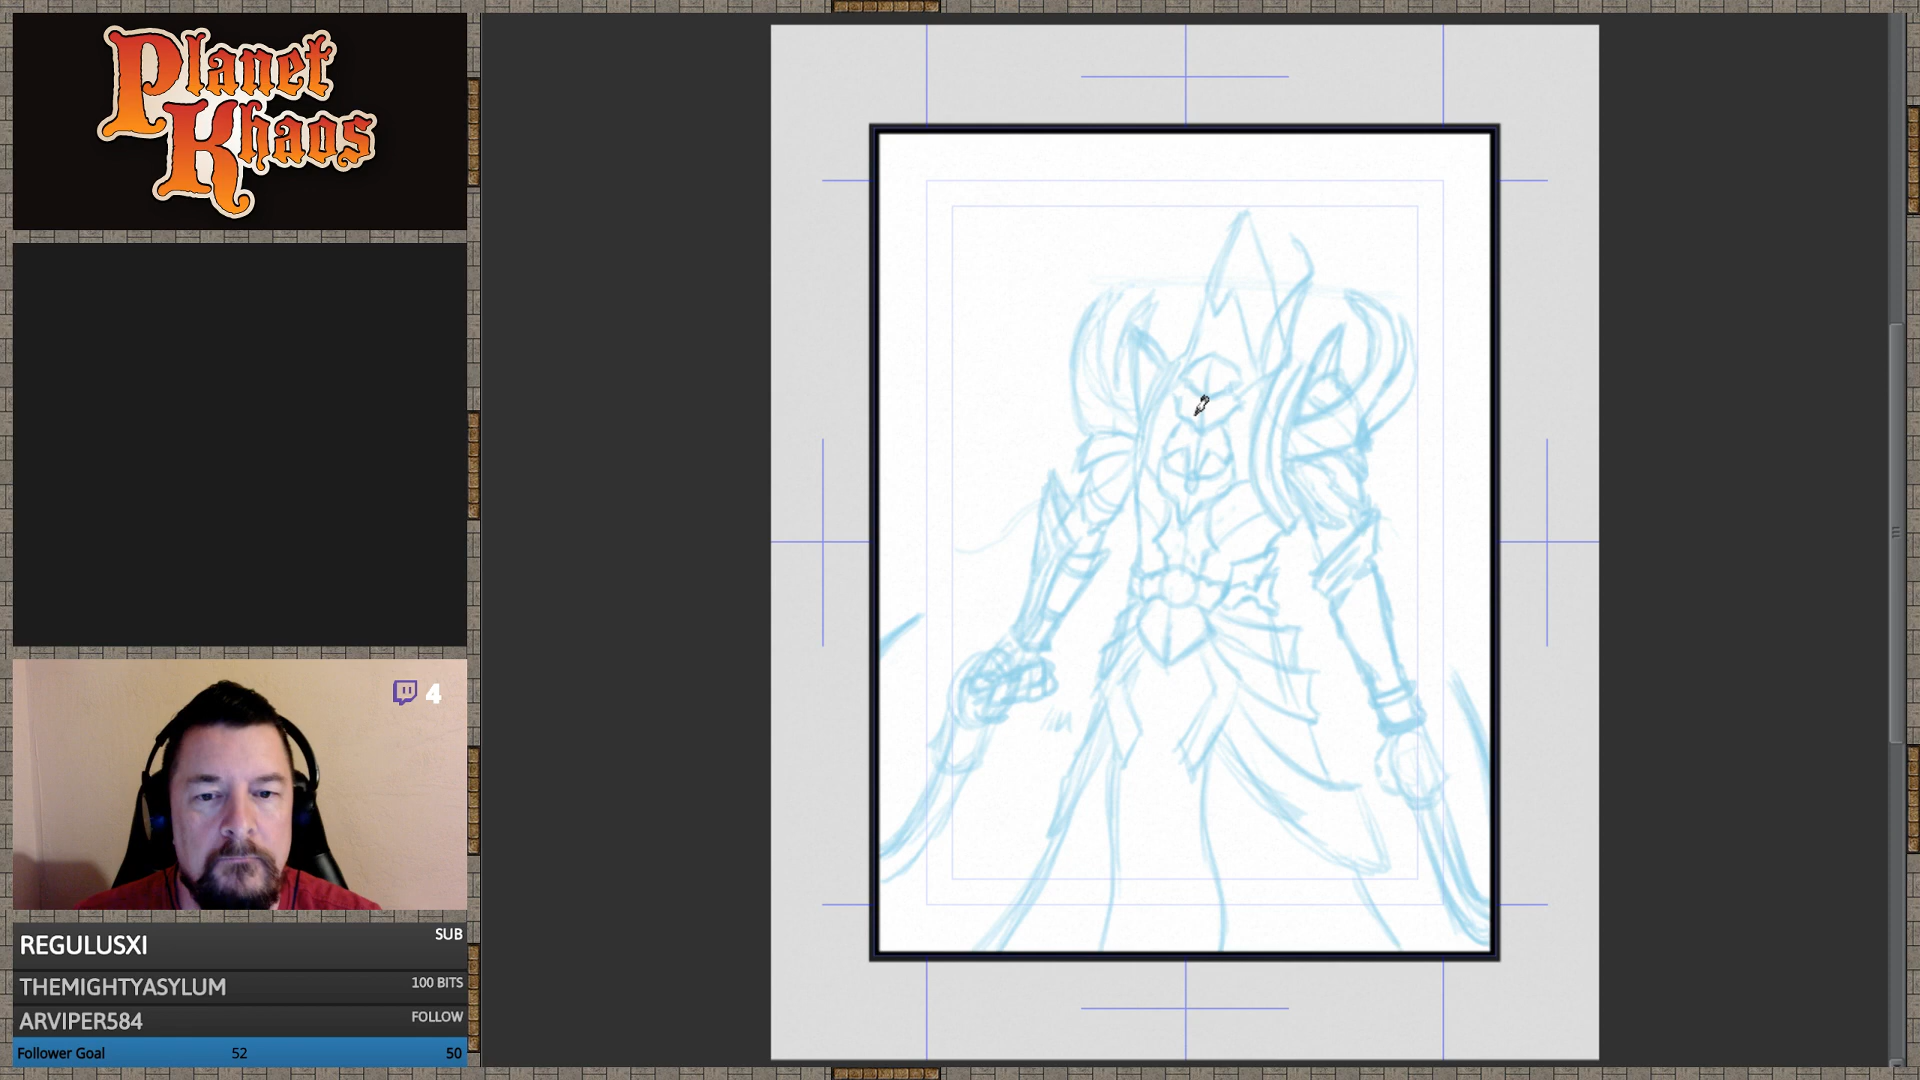 Planet
Khaos
4
REGULUSXI SUB
THEMIGHTYASYLUM 100 BITS
ARVIPER584 FOLLOW
Follower Goal 52 50